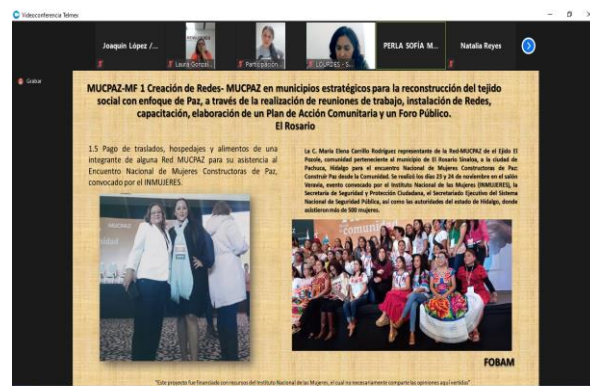 Videoconferencia Telmex
Joaquín López /...
Laura Gonzal...
Participación ...
LOURDES - S...
PERLA SOFÍA M...
Natalia Reyes
Grabar
MUCPAZ-MF 1 Creación de Redes- MUCPAZ en municipios estratégicos para la reconstrucción del tejido
social con enfoque de Paz, a través de la realización de reuniones de trabajo, instalación de Redes,
capacitación, elaboración de un Plan de Acción Comunitaria y un Foro Público.
El Rosario
1.5 Pago de traslados, hospedajes y alimentos de una
integrante de alguna Red MUCPAZ para su asistencia al
Encuentro Nacional de Mujeres Constructoras de Paz,
convocado por el INMUJERES.
La C. María Elena Carrillo Rodríguez representante de la Red-MUCPAZ de el Ejido El
Pozole, comunidad perteneciente al municipio de El Rosario Sinaloa, a la ciudad de
Pachuca, Hidalgo para el encuentro Nacional de Mujeres Constructoras de Paz:
Construir Paz desde la Comunidad. Se realizó los días 23 y 24 de noviembre en el salón
evento convocado por el Instituto Nacional de las Mujeres (INMUJERES), la
Secretaría de Seguridad y Protección Ciudadana, el Secretariado Ejecutivo del Sistema
Nacional de Seguridad Pública, así como las autoridades del estado de Hidalgo, donde
asistieron más de 500 mujeres.
MUCPAZ
nidad
comunidad
FOBAM
"Este proyecto fue financiado con recursos del Instituto Nacional de las Mujeres, el cual no necesariamente comparte las opiniones aquí vertidas"